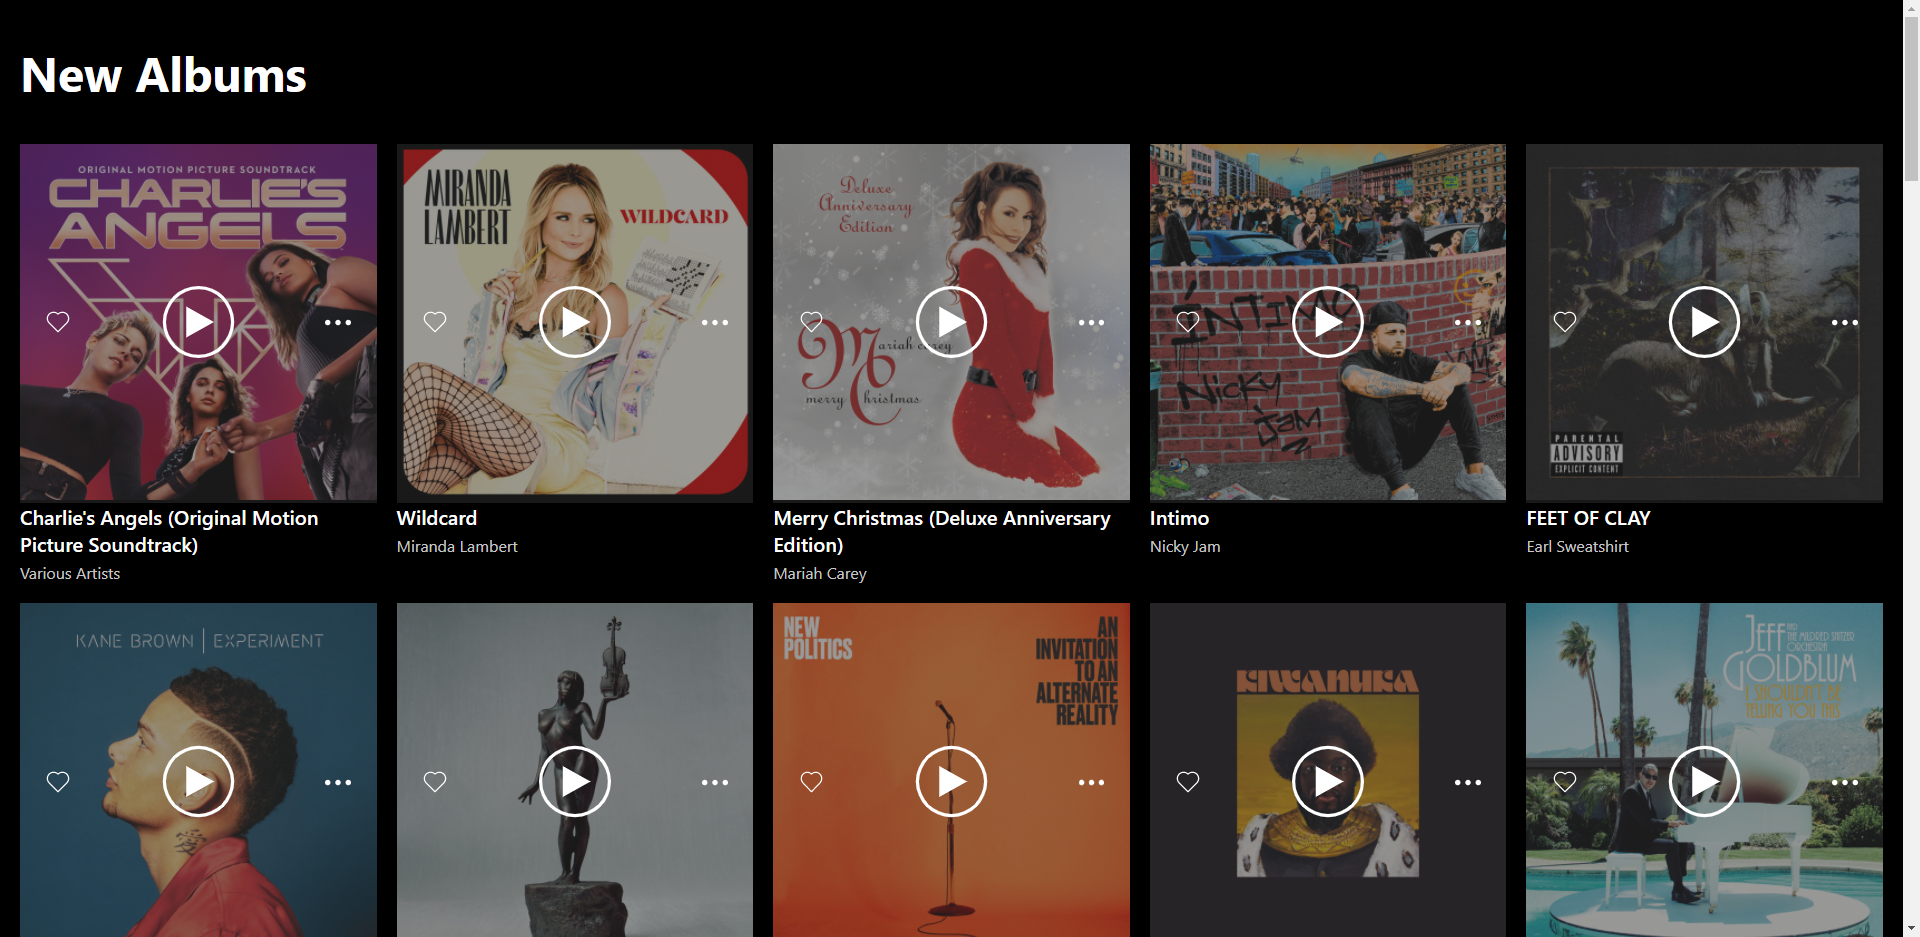 New Albums
ORIGINAL MOTION PICTURE SOUNDTRACK
CHARLIE'S
ANGELS
MIRANDA
LAMBERT
WILDCARD
Deluxe
Anniversary
Edition
Mariah Carey
merry Christmas
ÍNTIMO
Nicky
Jam
PARENTAL
ADVISORY
EXPLICIT CONTENT
Charlie's Angels (Original Motion
Picture Soundtrack)
Various Artists
Wildcard
Miranda Lambert
Merry Christmas (Deluxe Anniversary
Edition)
Mariah Carey
Intimo
Nicky Jam
FEET OF CLAY
Earl Sweatshirt
KANE BROWN | EXPERIMENT
NEW
POLITICS
AN
INVITATION
TO AN
ALTERNATE
REALITY
KIWANUKA
JEFF
AND
THE MILDRED SNITZER
ORCHESTRA
GOLDBLUM
I SHOULDN'T BE
TELLING YOU THIS
愛